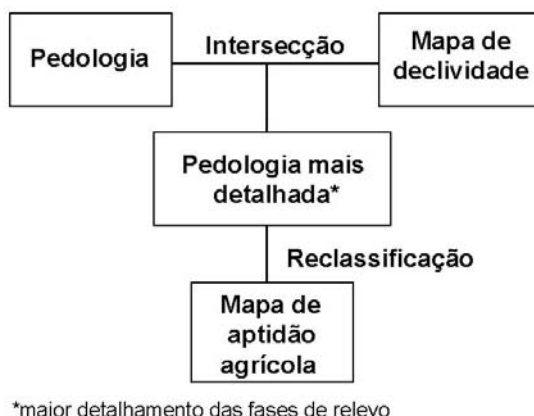 Pedologia
Intersecção
Mapa de
declividade
Pedologia mais
detalhada*
Reclassificação
Mapa de
aptidão
agrícola
*maior detalhamento das fases de relevo